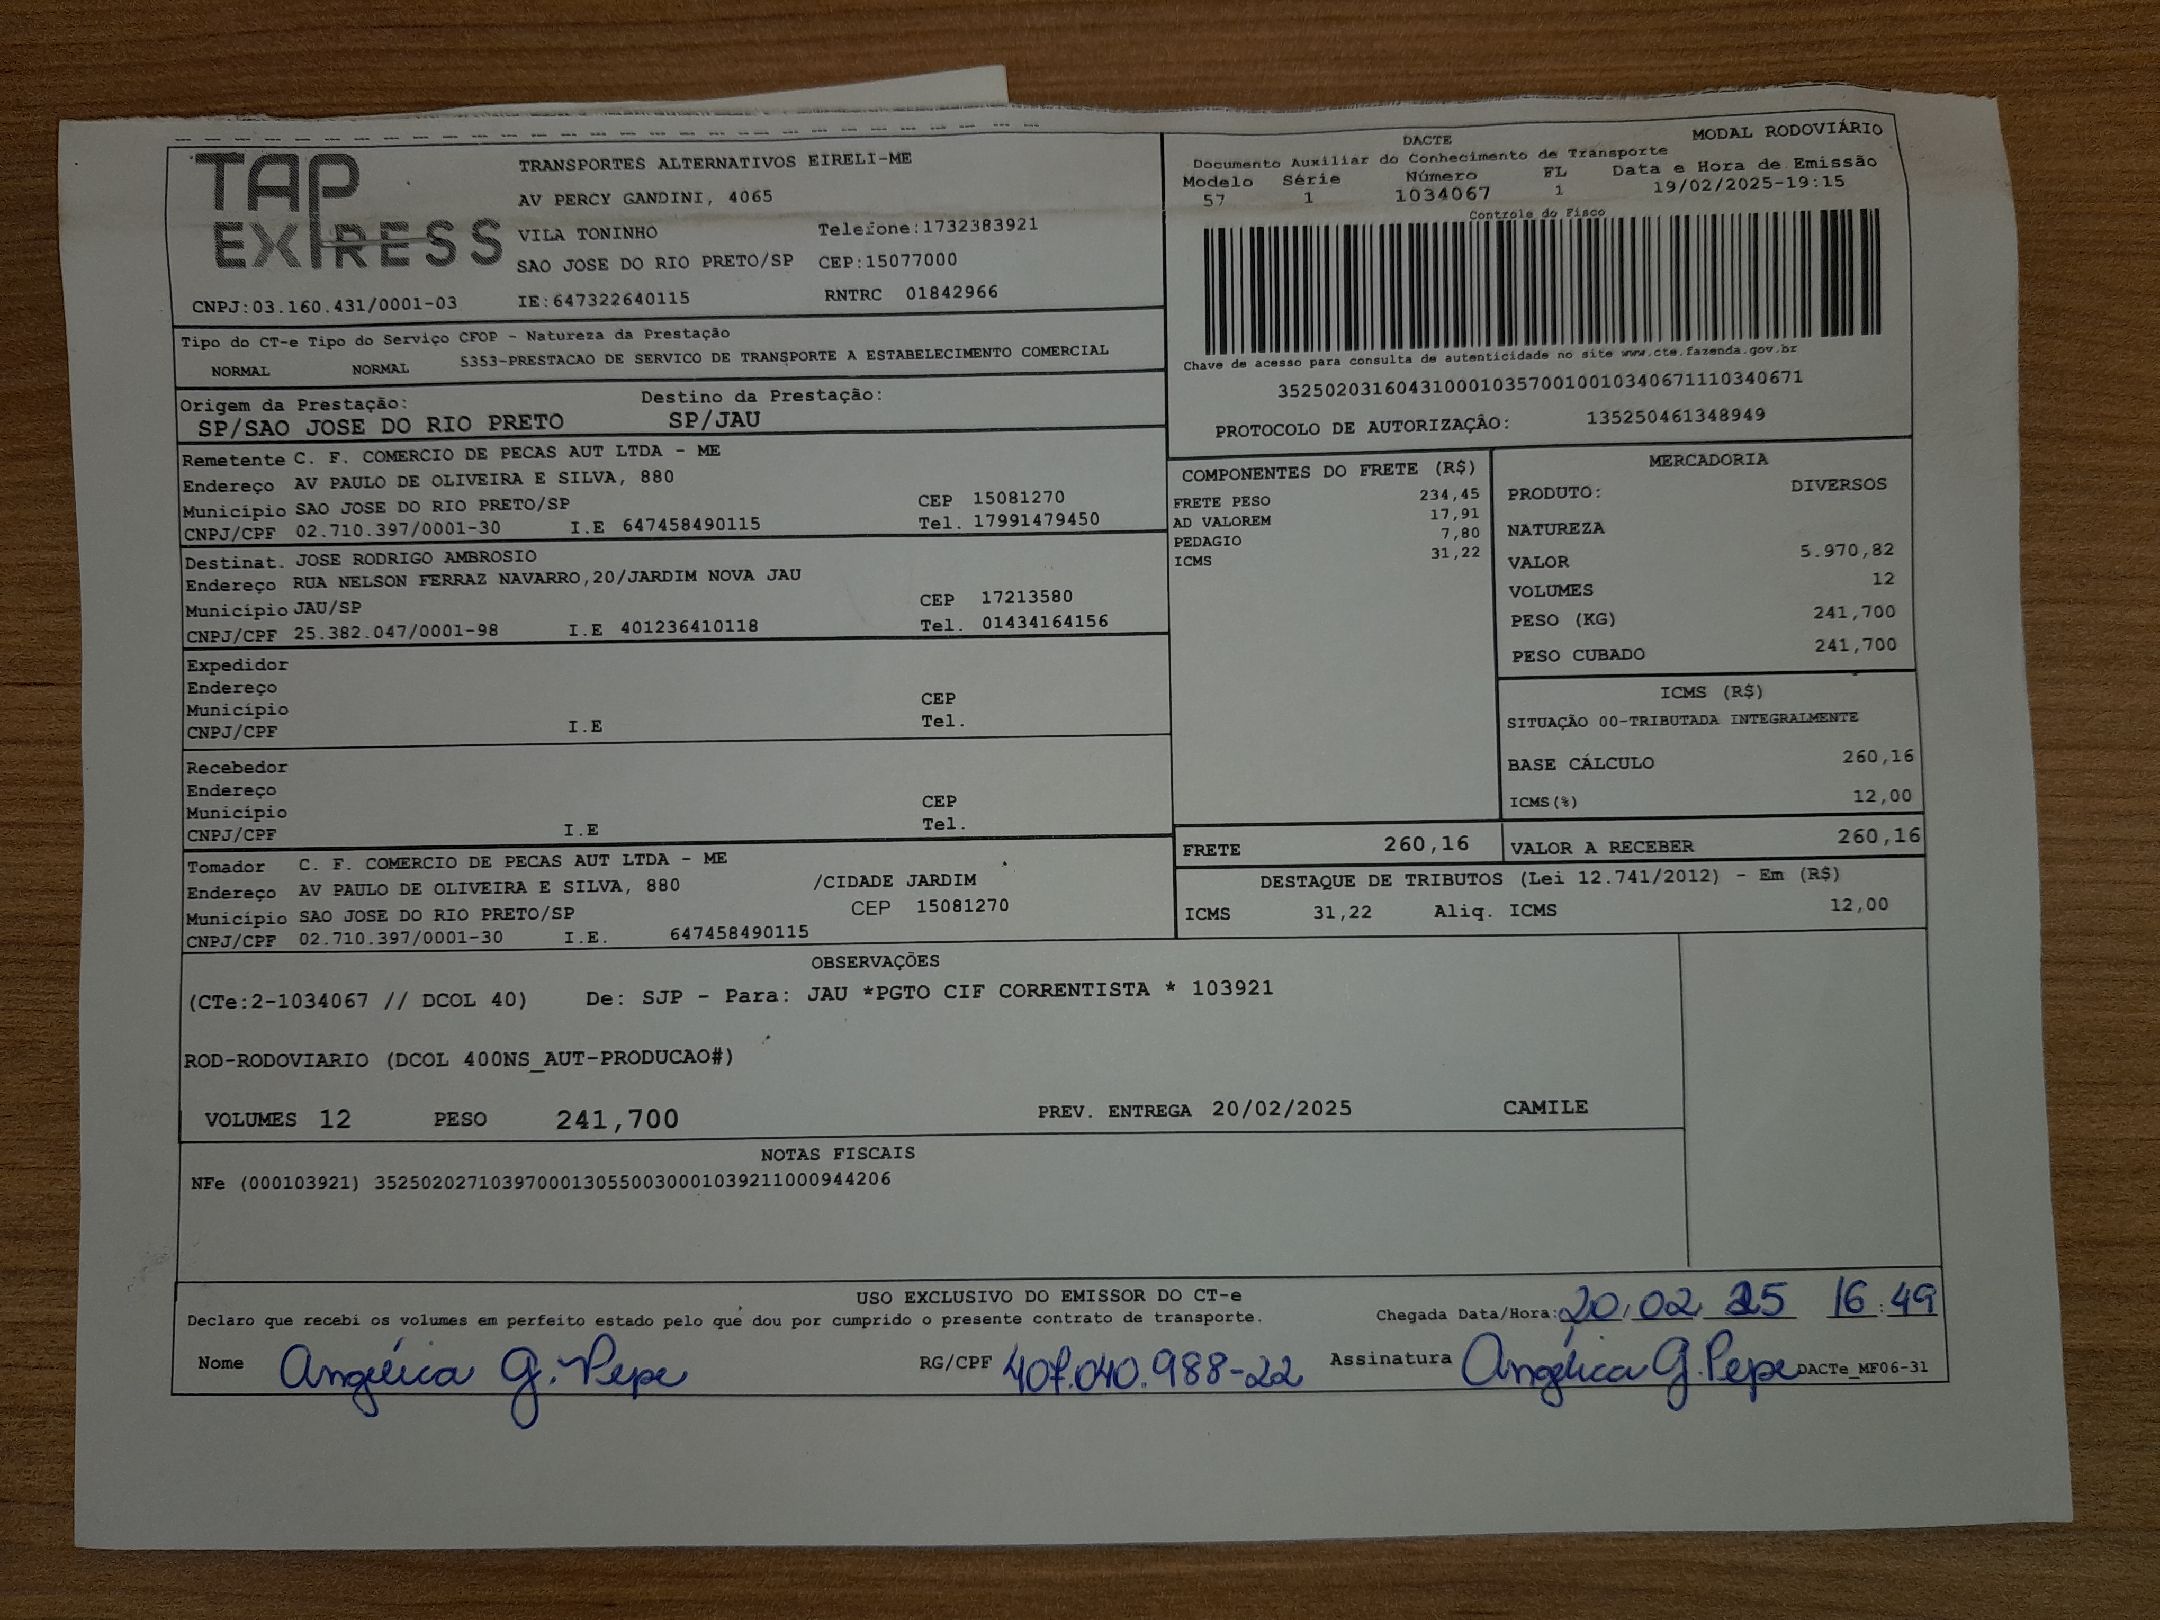 TAP
EXPRESS
TRANSPORTES ALTERNATIVOS EIRELI-ME
AV PERCY GANDINI, 4065
VILA TONINHO Telefone:1732383921
SAO JOSE DO RIO PRETO/SP CEP:15077000
CNPJ:03.160.431/0001-03 IE:647322640115 RNTRC 01842966
DACTE MODAL RODOVIÁRIO
Documento Auxiliar do Conhecimento de Transporte
Modelo Série Número FL Data e Hora de Emissão
57 1 1034067 1 19/02/2025-19:15
Controle do Fisco
Chave de acesso para consulta de autenticidade no site www.cte.fazenda.gov.br
35250203160431000103570010010340671110340671
PROTOCOLO DE AUTORIZAÇÂO: 135250461348949
Tipo do CT-e Tipo do Serviço CFOP - Natureza da Prestação
NORMAL NORMAL 5353-PRESTACAO DE SERVICO DE TRANSPORTE A ESTABELECIMENTO COMERCIAL
Origem da Prestação: Destino da Prestação:
SP/SAO JOSE DO RIO PRETO SP/JAU
Remetente C. F. COMERCIO DE PECAS AUT LTDA - ME
Endereço AV PAULO DE OLIVEIRA E SILVA, 880
Município SAO JOSE DO RIO PRETO/SP CEP 15081270
CNPJ/CPF 02.710.397/0001-30 I.E 647458490115 Tel. 17991479450
Destinat. JOSE RODRIGO AMBROSIO
Endereço RUA NELSON FERRAZ NAVARRO,20/JARDIM NOVA JAU
Município JAU/SP CEP 17213580
CNPJ/CPF 25.382.047/0001-98 I.E 401236410118 Tel. 01434164156
Expedidor
Endereço
Município CEP
CNPJ/CPF I.E Tel.
Recebedor
Endereço
Município CEP
CNPJ/CPF I.E Tel.
Tomador C. F. COMERCIO DE PECAS AUT LTDA - ME
Endereço AV PAULO DE OLIVEIRA E SILVA, 880 /CIDADE JARDIM
Município SAO JOSE DO RIO PRETO/SP CEP 15081270
CNPJ/CPF 02.710.397/0001-30 I.E. 647458490115
COMPONENTES DO FRETE (R$)
FRETE PESO 234,45
AD VALOREM 17,91
PEDAGIO 7,80
ICMS 31,22
MERCADORIA
PRODUTO: DIVERSOS
NATUREZA
VALOR 5.970,82
VOLUMES 12
PESO (KG) 241,700
PESO CUBADO 241,700
ICMS (R$)
SITUAÇÃO 00-TRIBUTADA INTEGRALMENTE
BASE CÁLCULO 260,16
ICMS(%) 12,00
FRETE 260,16 VALOR A RECEBER 260,16
DESTAQUE DE TRIBUTOS (Lei 12.741/2012) - Em (R$)
ICMS 31,22 Aliq. ICMS 12,00
OBSERVAÇÕES
(CTe:2-1034067 // DCOL 40) De: SJP - Para: JAU *PGTO CIF CORRENTISTA * 103921
ROD-RODOVIARIO (DCOL 400NS_AUT-PRODUCAO#)
VOLUMES 12 PESO 241,700 PREV. ENTREGA 20/02/2025 CAMILE
NOTAS FISCAIS
NFe (000103921) 35250202710397000130550030001039211000944206
USO EXCLUSIVO DO EMISSOR DO CT-e
Declaro que recebi os volumes em perfeito estado pelo que dou por cumprido o presente contrato de transporte. Chegada Data/Hora: 20/02/25 16:49
Nome Angélica G. Pepe RG/CPF 407.040.988-22 Assinatura Angélica G. Pepe DACTe_MF06-31